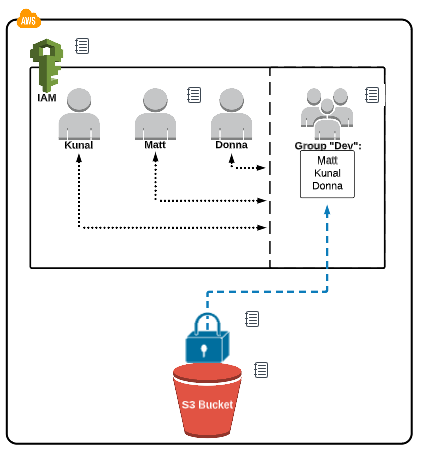 AWS
IAM
Kunal
Matt
Donna
Group "Dev":
Matt
Kunal
Donna
S3 Bucket